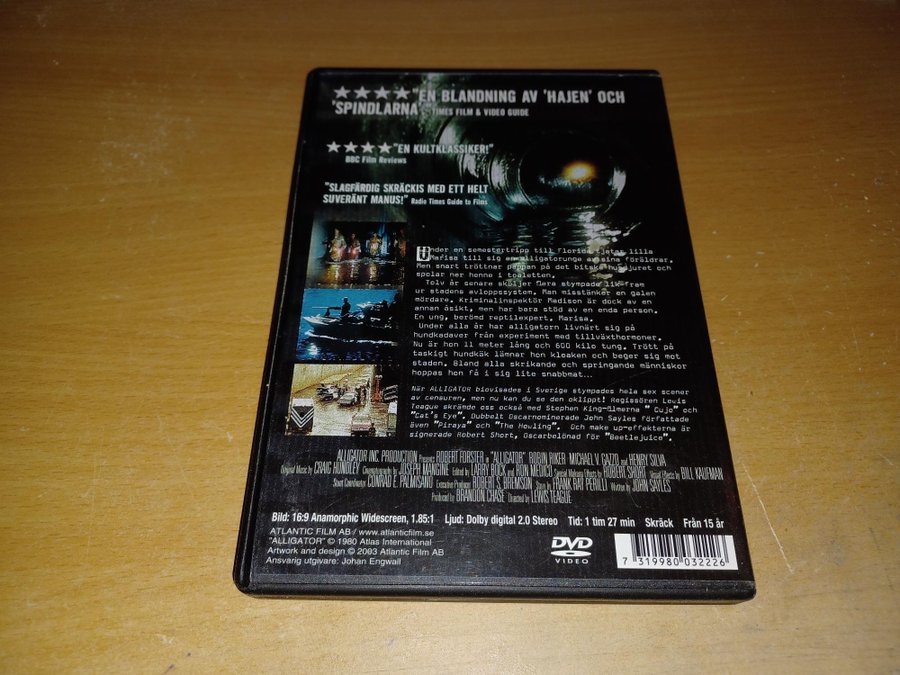 ★★★★"EN BLANDNING AV 'HAJEN' OCH
'SPINDLARNA" TIMES FILM & VIDEO GUIDE
★★★★"EN KULTKLASSIKER!"
BBC Film Reviews
"SLAGFÄRDIG SKRÄCKIS MED ETT HELT
SUVERÄNT MANUS!" Radio Times Guide to Films
Under en semestertripp till Florida tjatar lilla
Marisa till sig en alligatorunge av sina föräldrar.
Men snart tröttnar pappan på det bitska husdjuret och
spolar ner henne i toaletten.
Tolv år senare sköljer flera stympade lik fram
ur stadens avloppssystem. Man misstänker en galen
mördare. Kriminalinspektör Madison är dock av en
annan åsikt, men har bara stöd av en enda person.
En ung, berömd reptilexpert, Marisa.
Under alla år har alligatorn livnärt sig på
hundkadaver från experiment med tillväxthormoner.
Nu är hon 11 meter lång och 600 kilo tung. Trött på
taskigt hundkäk lämnar hon kloaken och beger sig mot
staden. Bland alla skrikande och springande människor
hoppas hon få i sig lite snabbmat...
När ALLIGATOR biovisades i Sverige stympades hela sex scener
av censuren, men nu kan du se den oklippt! Regissören Lewis
Teague skrämde oss också med Stephen King-filmerna "Cujo" och
"Cat's Eye". Dubbelt Oscarnominerade John Sayles författade
även "Piraya" och "The Howling". Och make up-effekterna är
signerade Robert Short, Oscarbelönad för "Beetlejuice".
ALLIGATOR INC. PRODUCTION Presents ROBERT FORSTER in "ALLIGATOR" ROBIN RIKER MICHAEL V. GAZZO and HENRY SILVA
Original Music by CRAIG HUNDLEY Cinematography by JOSEPH MANGINE Edited by LARRY BOCK and RON MEDICO Special Makeup Effects by ROBERT SHORT Visual Effects by BILL KAUFMAN
Stunt Coordinator CONRAD E. PALMISANO Executive Producer ROBERT S. BREMSON Story by FRANK RAY PERILLI Written by JOHN SAYLES
Produced by BRANDON CHASE Directed by LEWIS TEAGUE
Bild: 16:9 Anamorphic Widescreen, 1.85:1 Ljud: Dolby digital 2.0 Stereo Tid: 1 tim 27 min Skräck Från 15 år
ATLANTIC FILM AB / www.atlanticfilm.se
"ALLIGATOR" © 1980 Atlas International
Artwork and design © 2003 Atlantic Film AB
Ansvarig utgivare: Johan Engwall
DVD
VIDEO
7 319980 032226